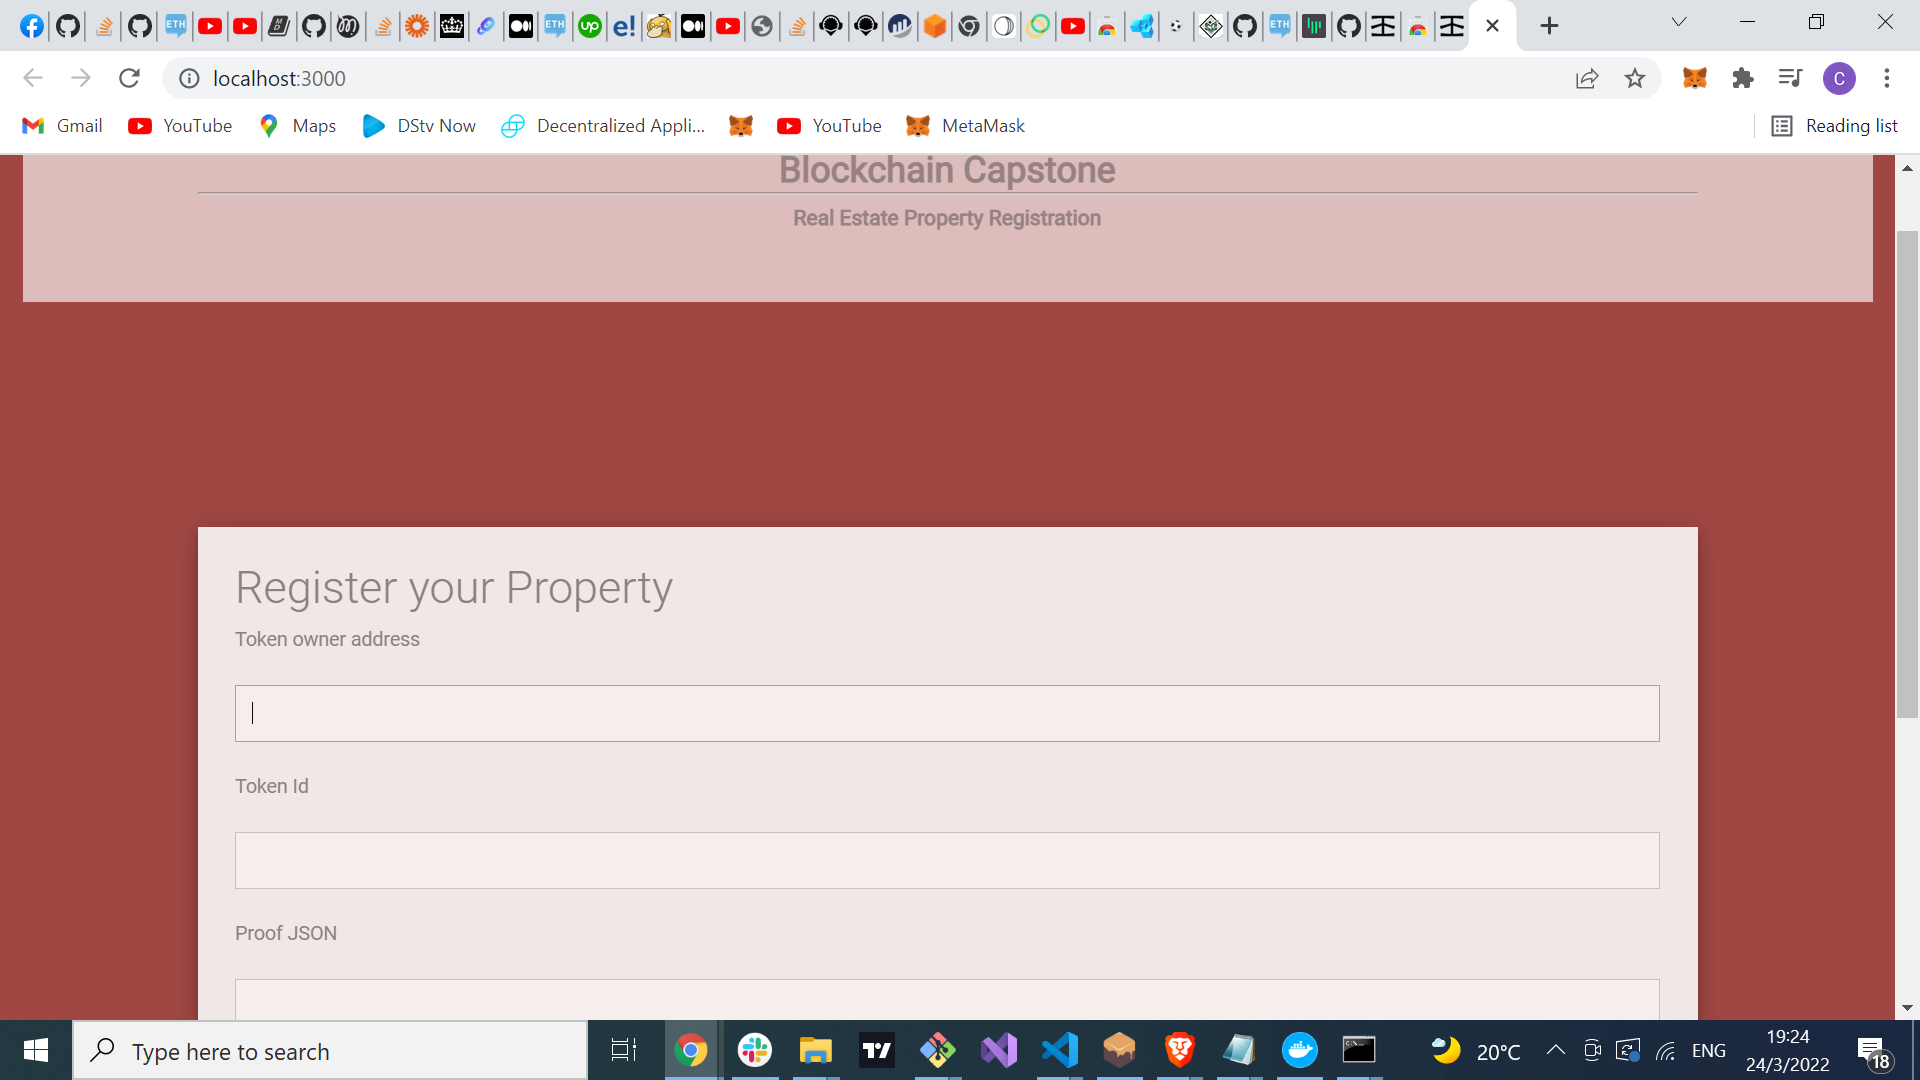 localhost:3000
Gmail
YouTube
Maps
DStv Now
Decentralized Appli...
YouTube
MetaMask
Reading list
Blockchain Capstone
Real Estate Property Registration
Register your Property
Token owner address
Token Id
Proof JSON
Type here to search
20°C
ENG
19:24
24/3/2022
18